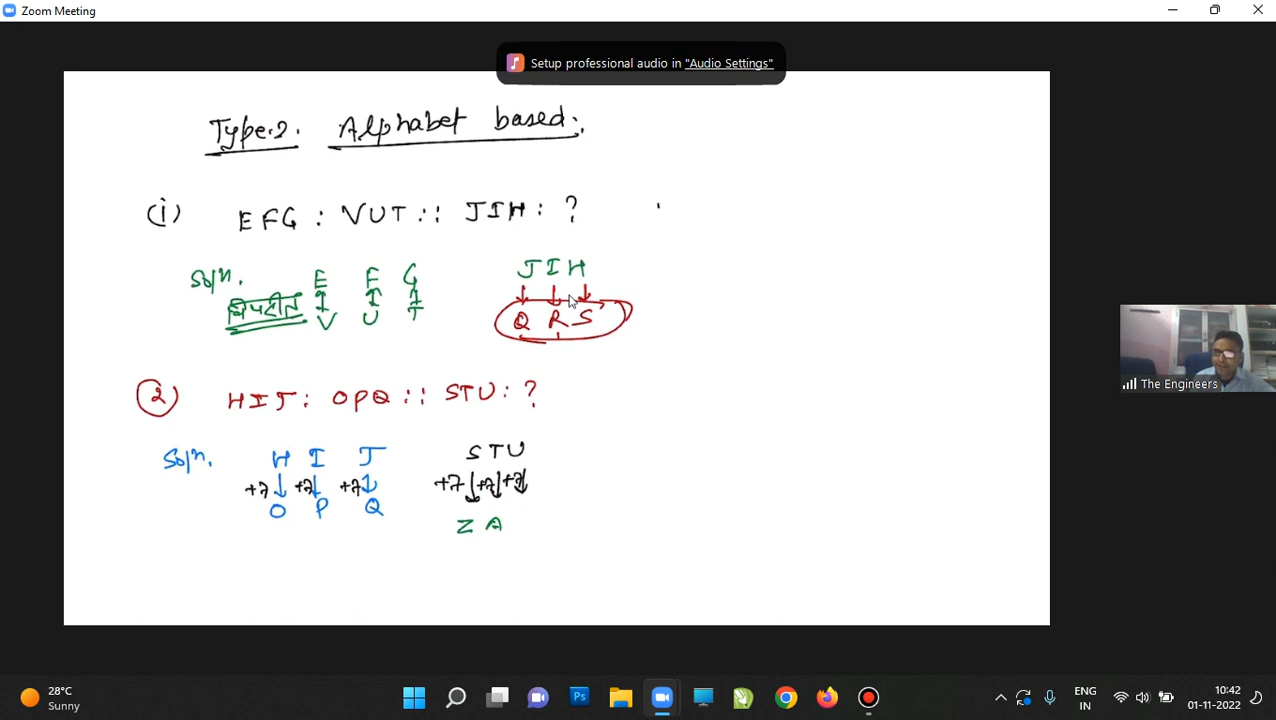 Zoom Meeting
Setup professional audio in "Audio Settings"
Type:2. Alphabet based:
(i) EFG : VUT :: JIH : ?
Soln. E F G J I H
विपरीत V U T Q R S
2 HIJ : OPQ :: STU : ?
Soln. H I J S T U
+7 +7 +7 +7 +7 +7
O P Q Z A
The Engineers
28°C
Sunny
Ps
ENG
IN
10:42
01-11-2022